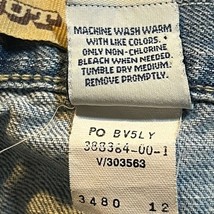 MACHINE WASH WARM
WITH LIKE COLORS.
ONLY NON-CHLORINE
BLEACH WHEN NEEDED.
TUMBLE DRY MEDIUM.
REMOVE PROMPTLY.
PO BV5LY
388364-00-1
V/303563
3480 12